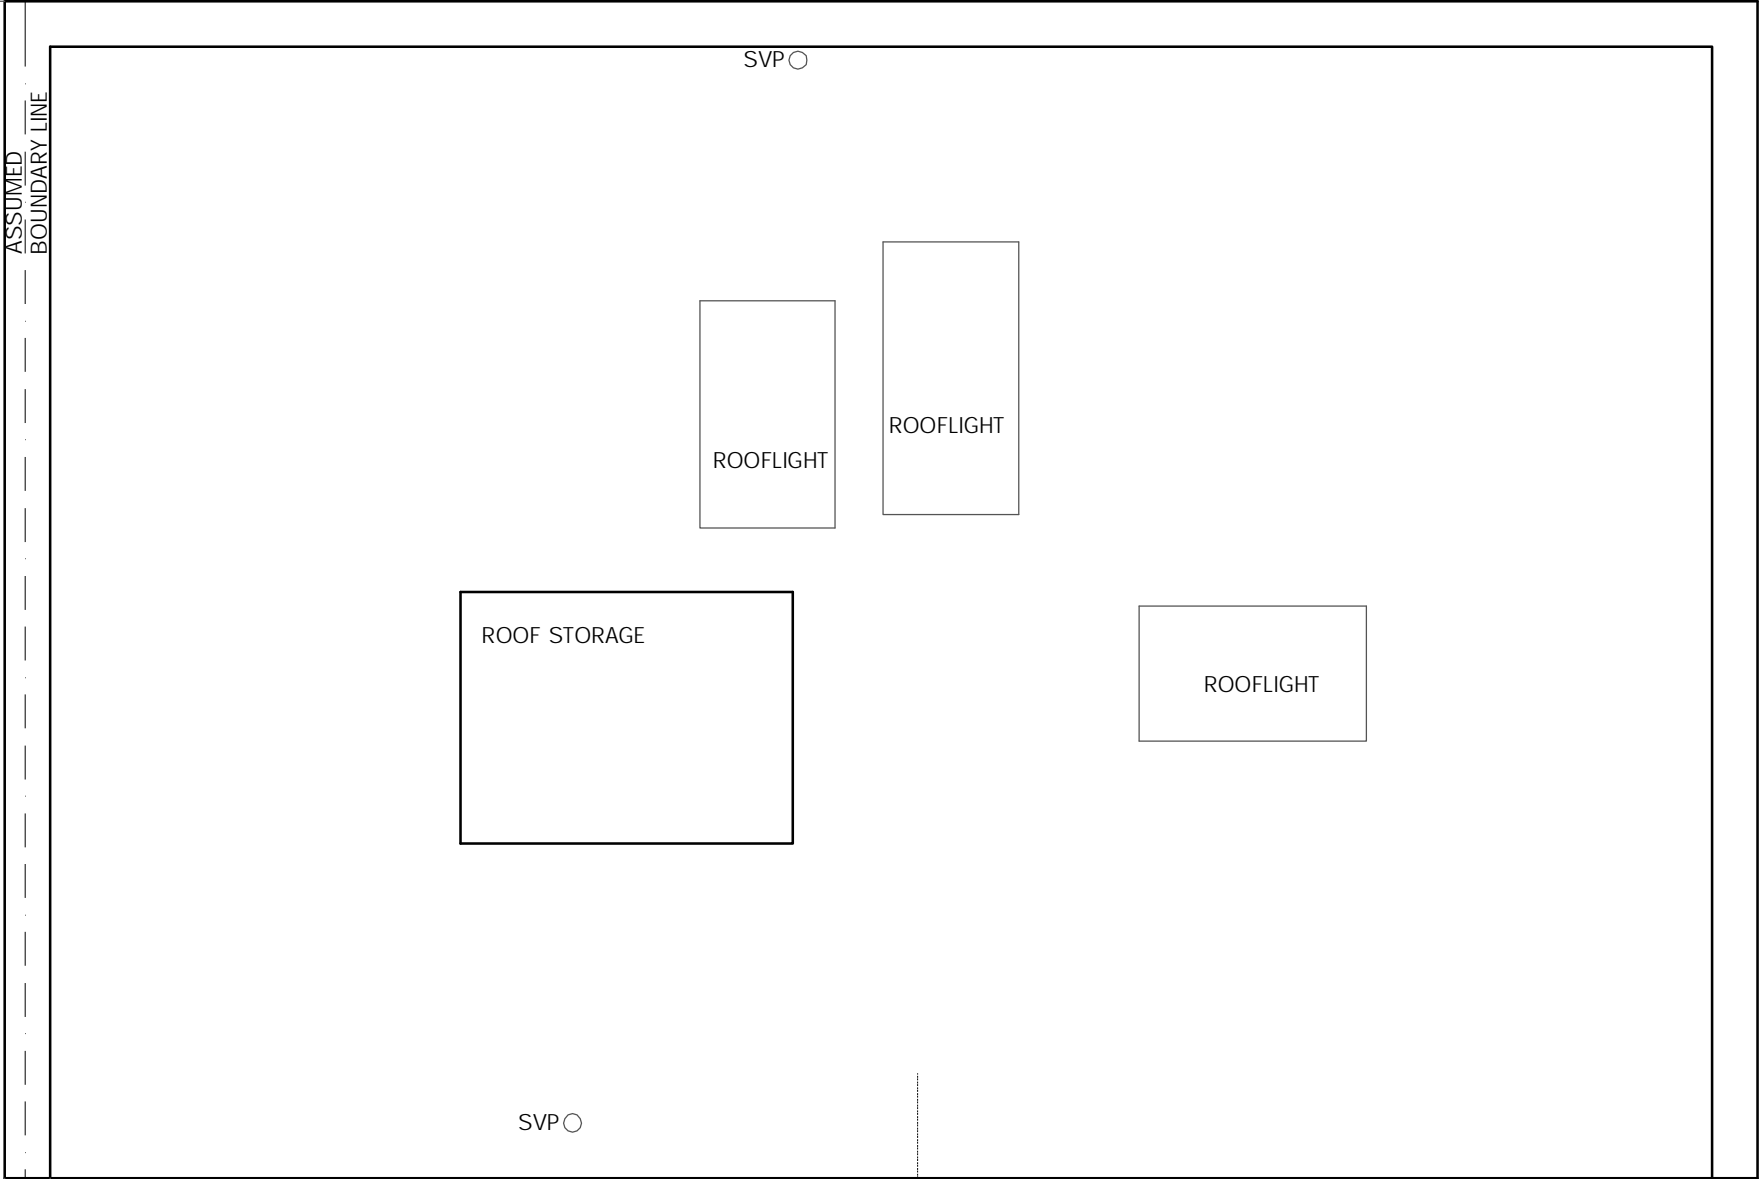 SVP
ASSUMED
BOUNDARY LINE
ROOFLIGHT
ROOFLIGHT
ROOF STORAGE
ROOFLIGHT
SVP